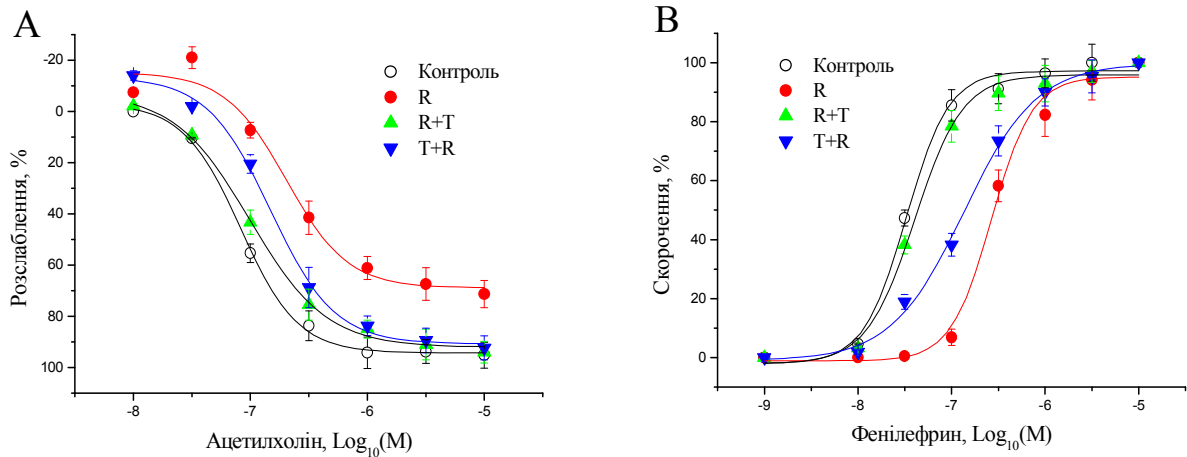 A
-20
0
20
40
60
80
100
Розслаблення, %
Контроль
R
R+T
T+R
-8
-7
-6
-5
Ацетилхолін, Log10(M)
B
100
80
60
40
20
0
Скорочення, %
Контроль
R
R+T
T+R
-9
-8
-7
-6
-5
Фенілефрин, Log10(M)